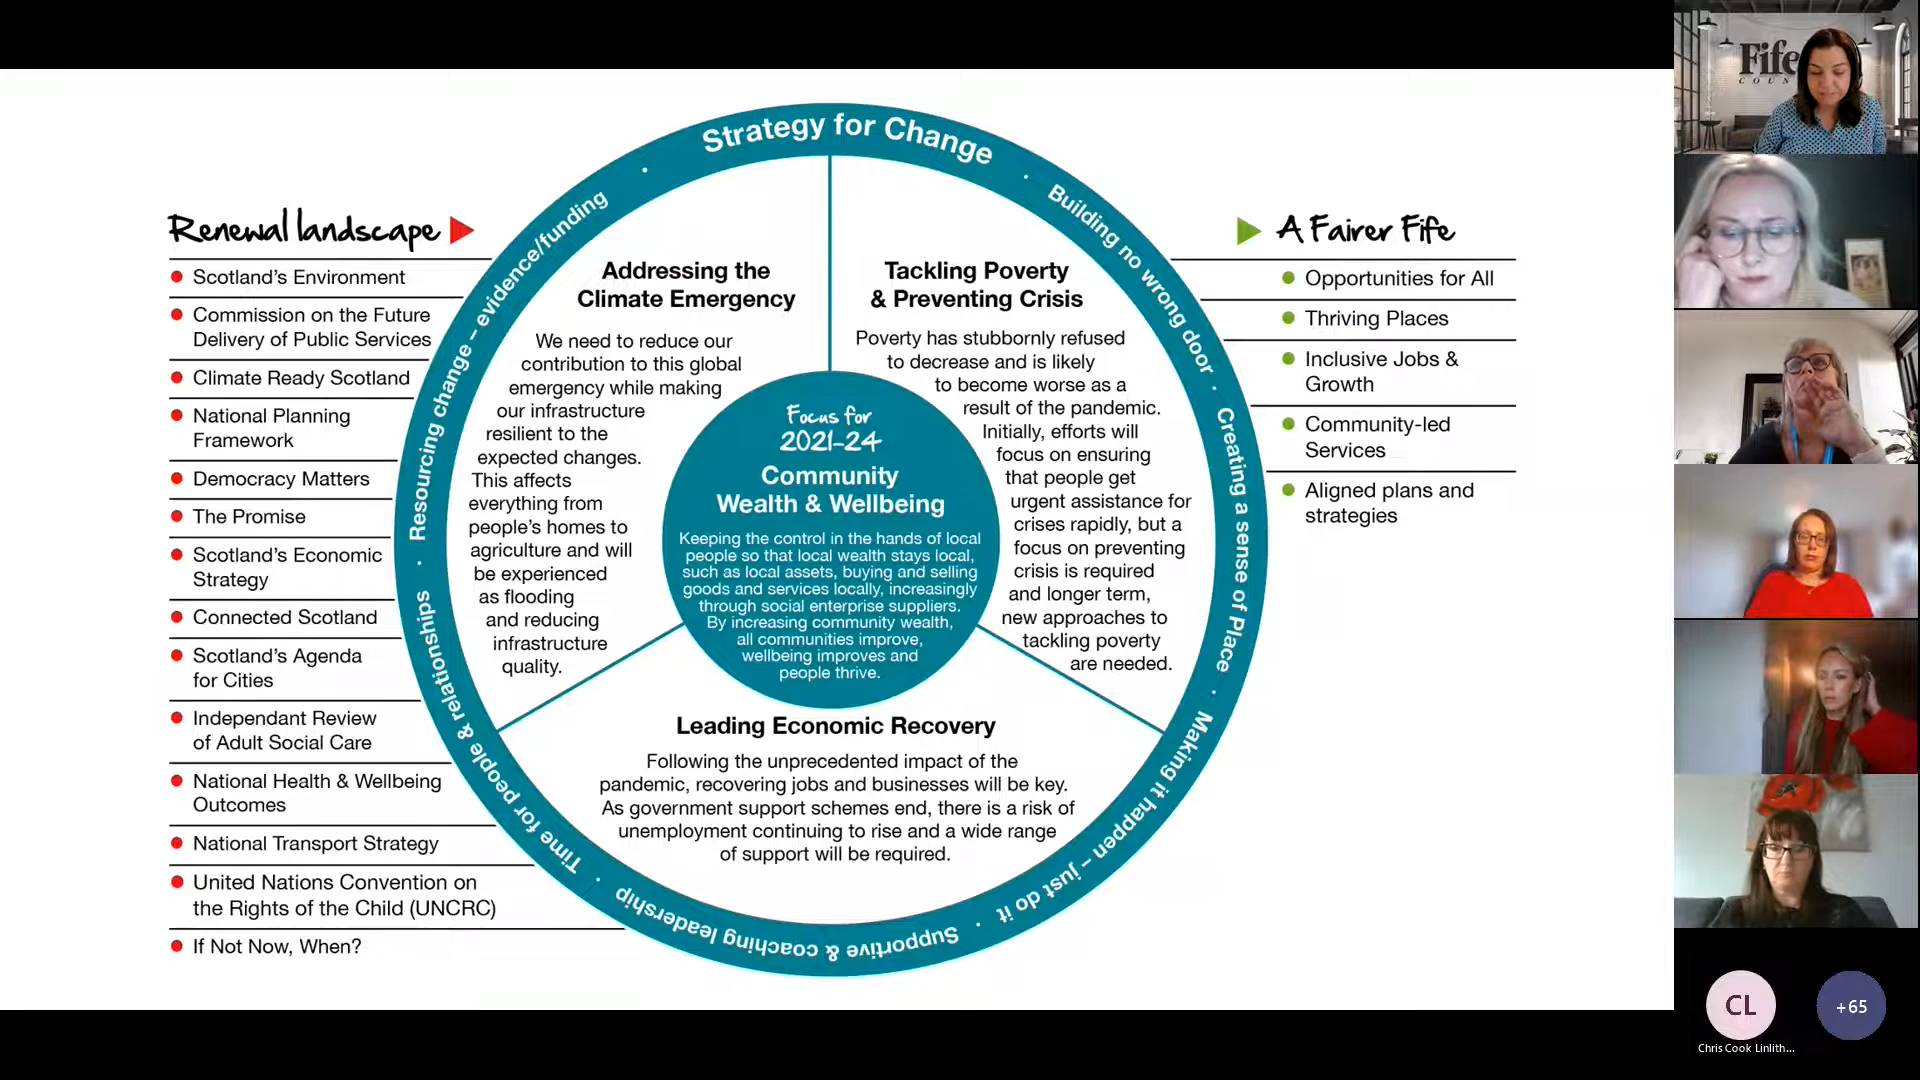 Strategy for Change
Building no wrong door
Creating a sense of Place
Making it happen – just do it
Supportive & coaching leadership
Time for people & relationships
Resourcing change – evidence/funding
Renewal landscape
Scotland's Environment
Commission on the Future
Delivery of Public Services
Climate Ready Scotland
National Planning
Framework
Democracy Matters
The Promise
Scotland's Economic
Strategy
Connected Scotland
Scotland's Agenda
for Cities
Independant Review
of Adult Social Care
National Health & Wellbeing
Outcomes
National Transport Strategy
United Nations Convention on
the Rights of the Child (UNCRC)
If Not Now, When?
Addressing the
Climate Emergency
We need to reduce our
contribution to this global
emergency while making
our infrastructure
resilient to the
expected changes.
This affects
everything from
people's homes to
agriculture and will
be experienced
as flooding
and reducing
infrastructure
quality.
Tackling Poverty
& Preventing Crisis
Poverty has stubbornly refused
to decrease and is likely
to become worse as a
result of the pandemic.
Initially, efforts will
focus on ensuring
that people get
urgent assistance for
crises rapidly, but a
focus on preventing
crisis is required
and longer term,
new approaches to
tackling poverty
are needed.
Focus for
2021-24
Community
Wealth & Wellbeing
Keeping the control in the hands of local
people so that local wealth stays local,
such as local assets, buying and selling
goods and services locally, increasingly
through social enterprise suppliers.
By increasing community wealth,
all communities improve,
wellbeing improves and
people thrive.
Leading Economic Recovery
Following the unprecedented impact of the
pandemic, recovering jobs and businesses will be key.
As government support schemes end, there is a risk of
unemployment continuing to rise and a wide range
of support will be required.
A Fairer Fife
Opportunities for All
Thriving Places
Inclusive Jobs &
Growth
Community-led
Services
Aligned plans and
strategies
Fife
COUN
CL
+65
Chris Cook Linlith...